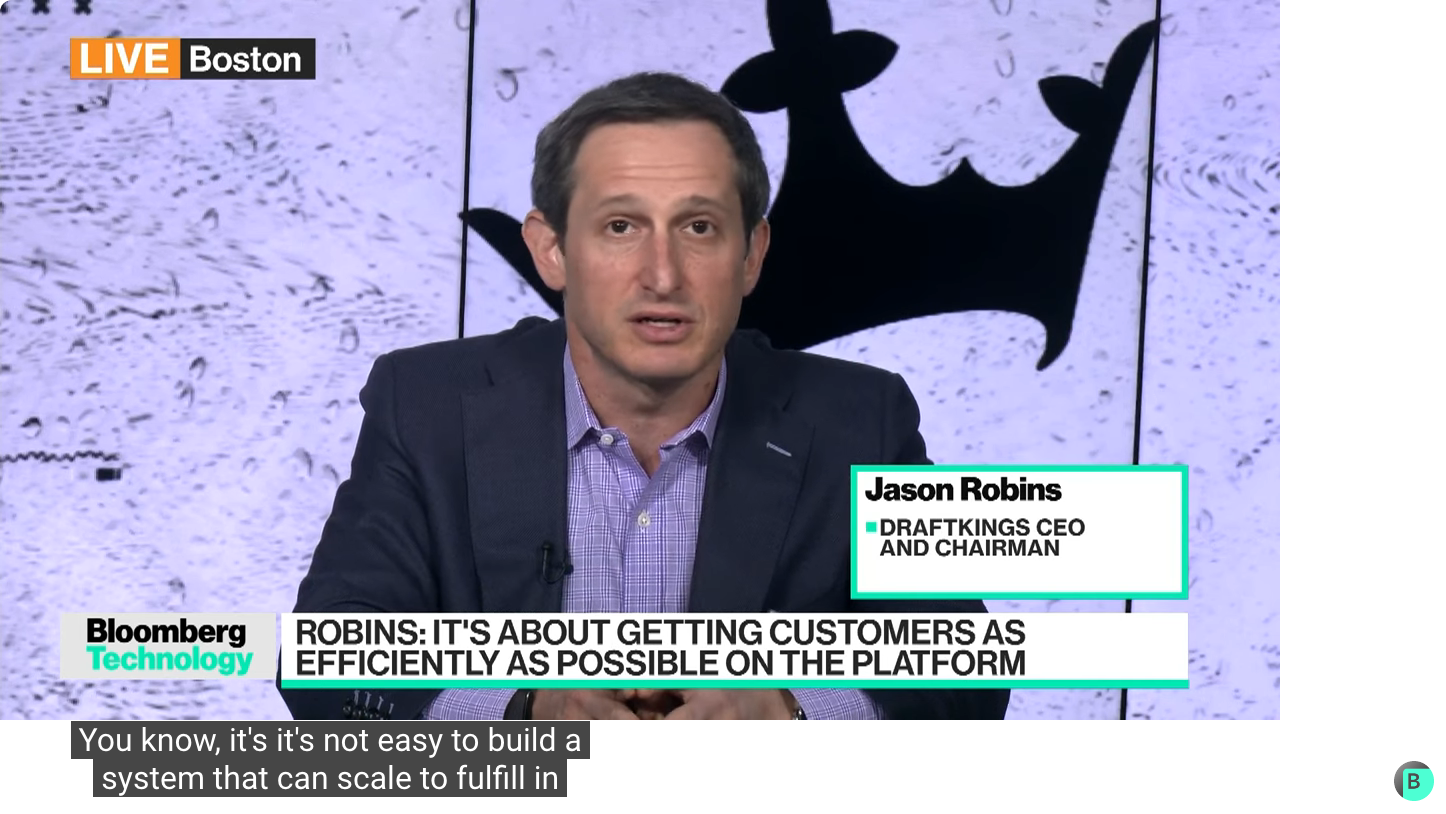 LIVE Boston
Jason Robins
DRAFTKINGS CEO
AND CHAIRMAN
Bloomberg
Technology
ROBINS: IT'S ABOUT GETTING CUSTOMERS AS
EFFICIENTLY AS POSSIBLE ON THE PLATFORM
You know, it's it's not easy to build a
system that can scale to fulfill in
B